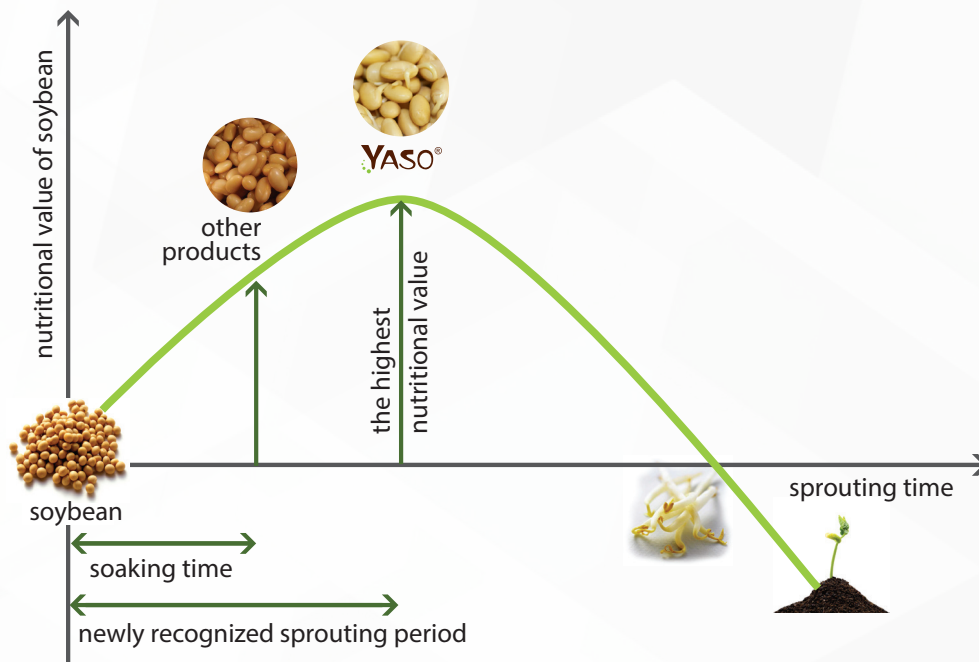 nutritional value of soybean
YASO®
other
products
the highest
nutritional value
sprouting time
soybean
soaking time
newly recognized sprouting period